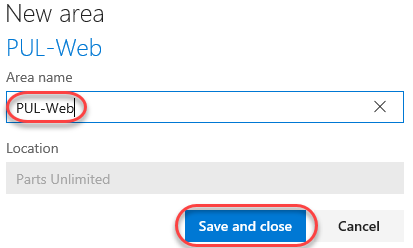 New area
PUL-Web
Area name
PUL-Web
Location
Parts Unlimited
Save and close Cancel